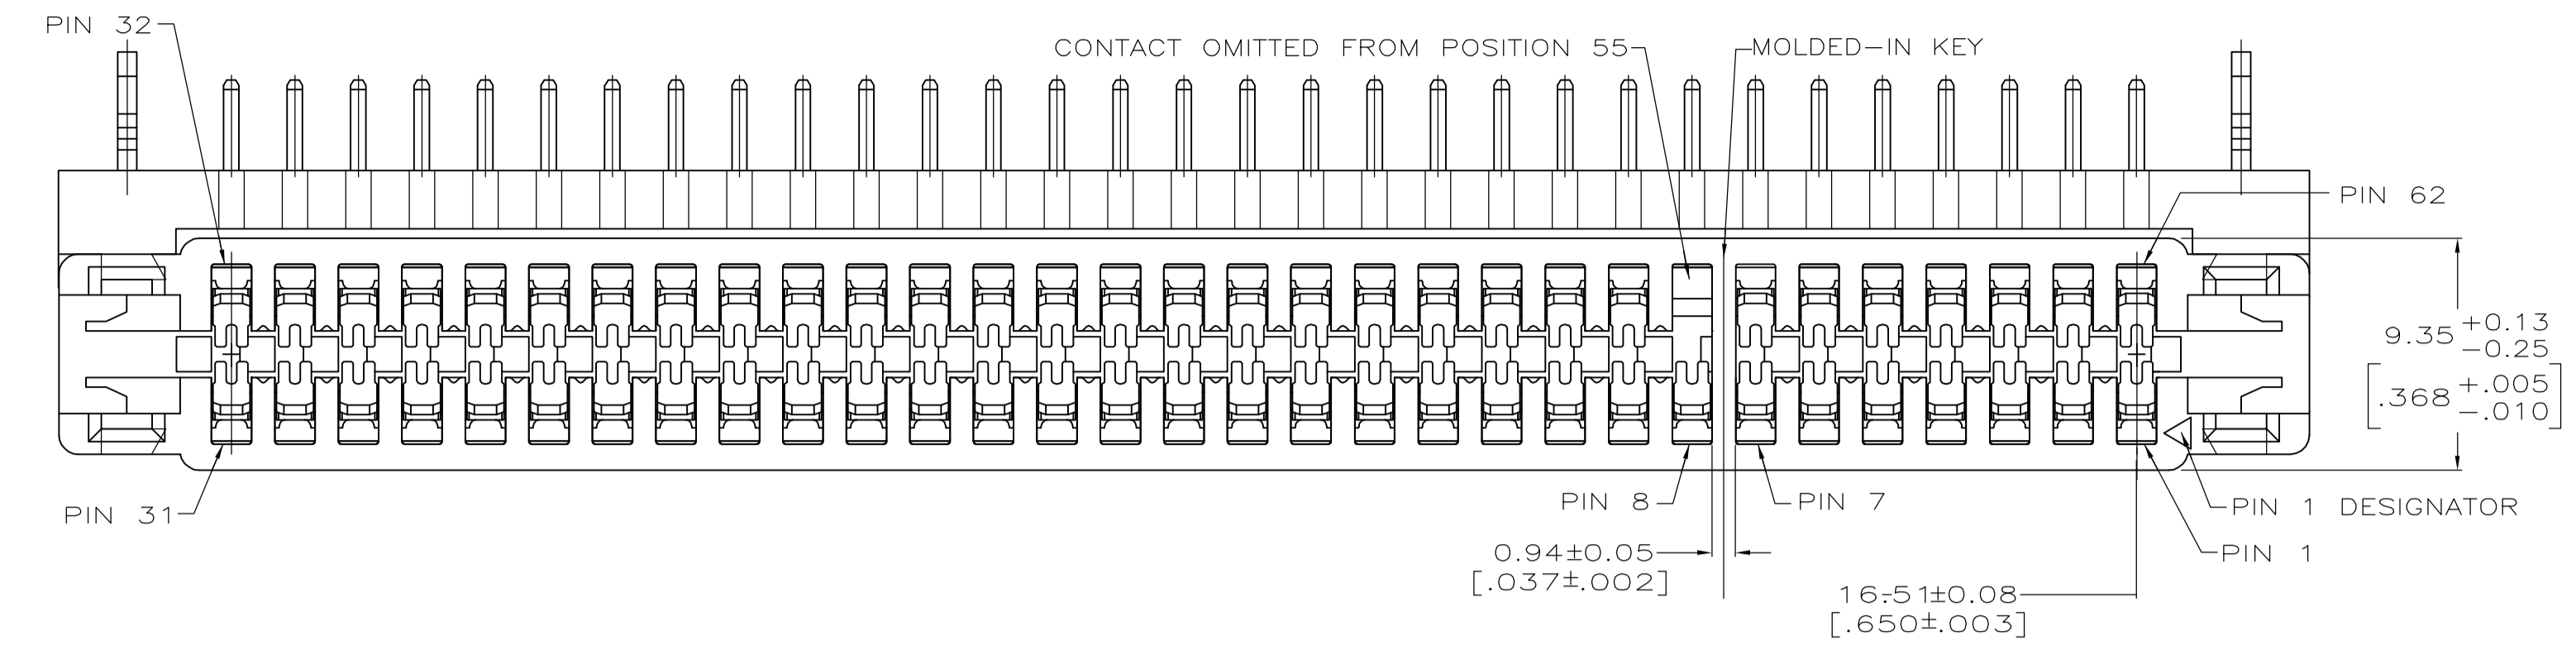 PIN 32
CONTACT OMITTED FROM POSITION 55
MOLDED-IN KEY
PIN 62
9.35 +0.13
-0.25
[.368 +.005
-.010]
PIN 31
PIN 8
PIN 7
PIN 1 DESIGNATOR
PIN 1
0.94±0.05
[.037±.002]
16.51±0.08
[.650±.003]